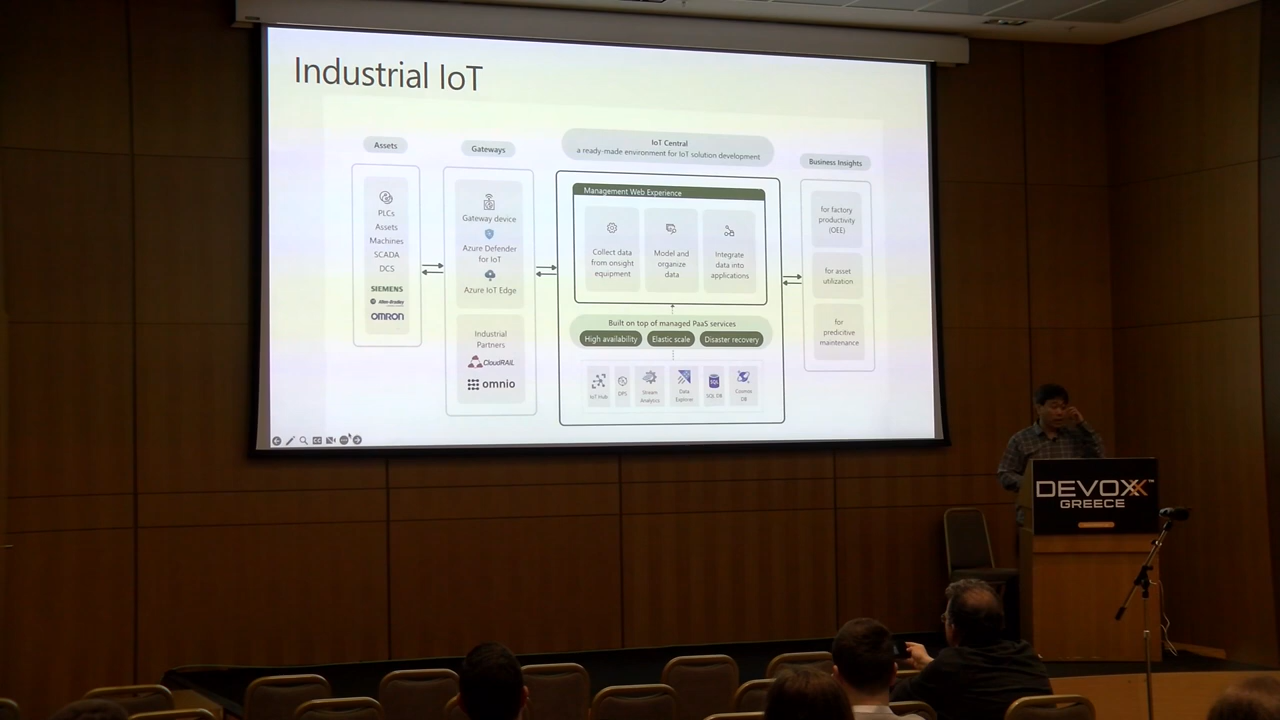 Industrial IoT
Assets
PLCs
Assets
Machines
SCADA
DCS
SIEMENS
Allen-Bradley
OMRON
Gateways
Gateway device
Azure Defender
for IoT
Azure IoT Edge
Industrial
Partners
CloudRAIL
omnio
IoT Central
a ready-made environment for IoT solution development
Management Web Experience
Collect data
from onsight
equipment
Model and
organize
data
Integrate
data into
applications
Built on top of managed PaaS services
High availability
Elastic scale
Disaster recovery
IoT Hub
DPS
Stream
Analytics
Data
Explorer
SQL DB
Cosmos
DB
Business Insights
for factory
productivity
(OEE)
for asset
utilization
for
predicitive
maintenance
DEVOXX™
GREECE